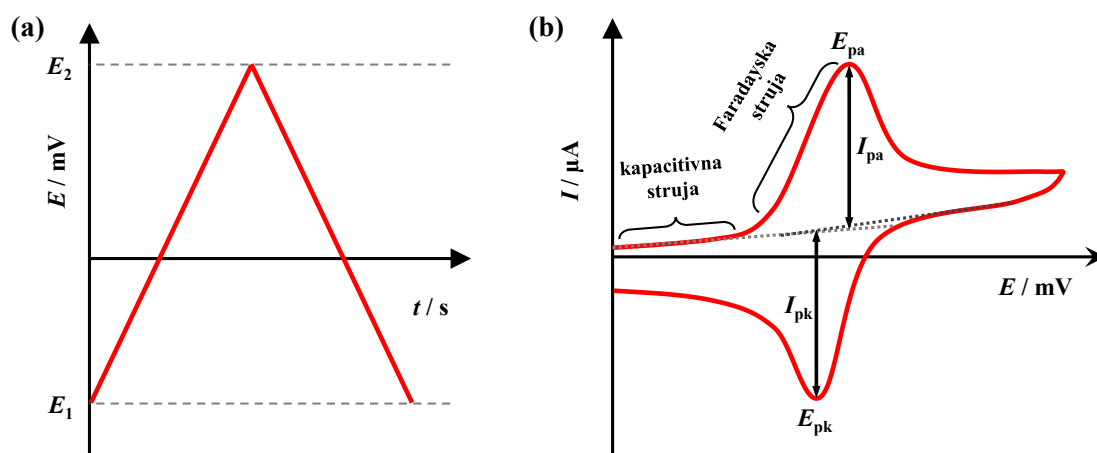 (a)
E₂
E / mV
E₁
t / s
(b)
Eₚₐ
Faradayska
struja
Iₚₐ
kapacitivna
struja
I / µA
E / mV
Iₚₖ
Eₚₖ